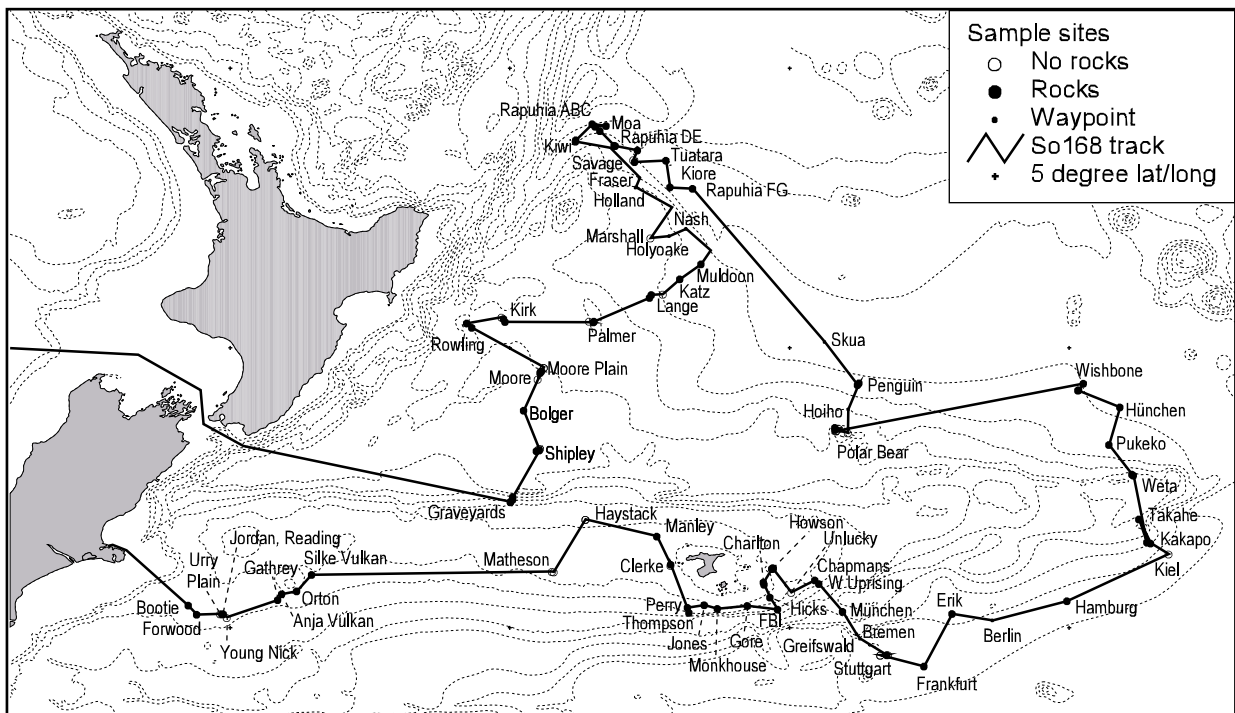 Sample sites
No rocks
Rocks
Waypoint
So168 track
5 degree lat/long
Rapuhia ABC
Moa
Rapuhia DE
Kiwi
Savage
Tuatara
Fraser
Kiore
Holland
Rapuhia FG
Nash
Marshall
Holyoake
Muldoon
Katz
Lange
Kirk
Rowling
Palmer
Skua
Moore Plain
Moore
Penguin
Wishbone
Bolger
Hoiho
Hünchen
Polar Bear
Pukeko
Shipley
Weta
Graveyards
Haystack
Manley
Howson
Unlucky
Takahe
Kakapo
Jordan, Reading
Urry
Plain
Gathrey
Silke Vulkan
Matheson
Clerke
Charlton
Chapmans
W.Uprising
Kiel
Bootie
Forwood
Orton
Anja Vulkan
Perry
Thompson
Hicks
FBI
München
Erik
Hamburg
Bremen
Berlin
Young Nick
Jones
Gore
Greifswald
Monkhouse
Stuttgart
Frankfurt